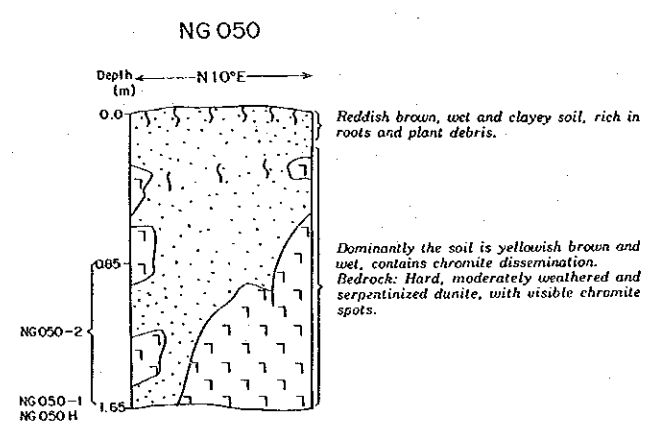 NG 050
Depth
N 10°E
(m)
0.0
Reddish brown, wet and clayey soil, rich in
roots and plant debris.
0.85
Dominantly the soil is yellowish brown and
wet, contains chromite dissemination.
Bedrock: Hard, moderately weathered and
serpentinized dunite, with visible chromite
spots.
NG050-2
NG050-1
1.65
NG050H